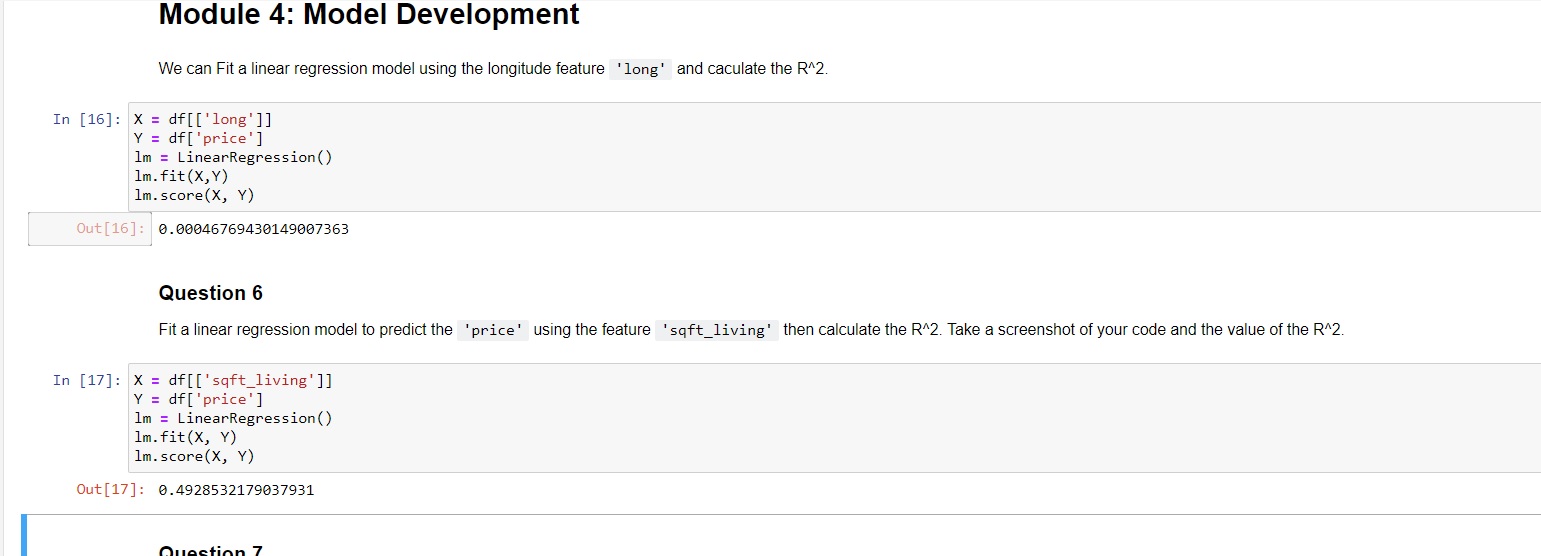 Module 4: Model Development
We can Fit a linear regression model using the longitude feature 'long' and caculate the R^2.
In [16]: X = df[['long']]
Y = df['price']
lm = LinearRegression()
lm.fit(X,Y)
lm.score(X, Y)
Out[16]: 0.00046769430149007363
Question 6
Fit a linear regression model to predict the 'price' using the feature 'sqft_living' then calculate the R^2. Take a screenshot of your code and the value of the R^2.
In [17]: X = df[['sqft_living']]
Y = df['price']
lm = LinearRegression()
lm.fit(X, Y)
lm.score(X, Y)
Out[17]: 0.4928532179037931
Question 7